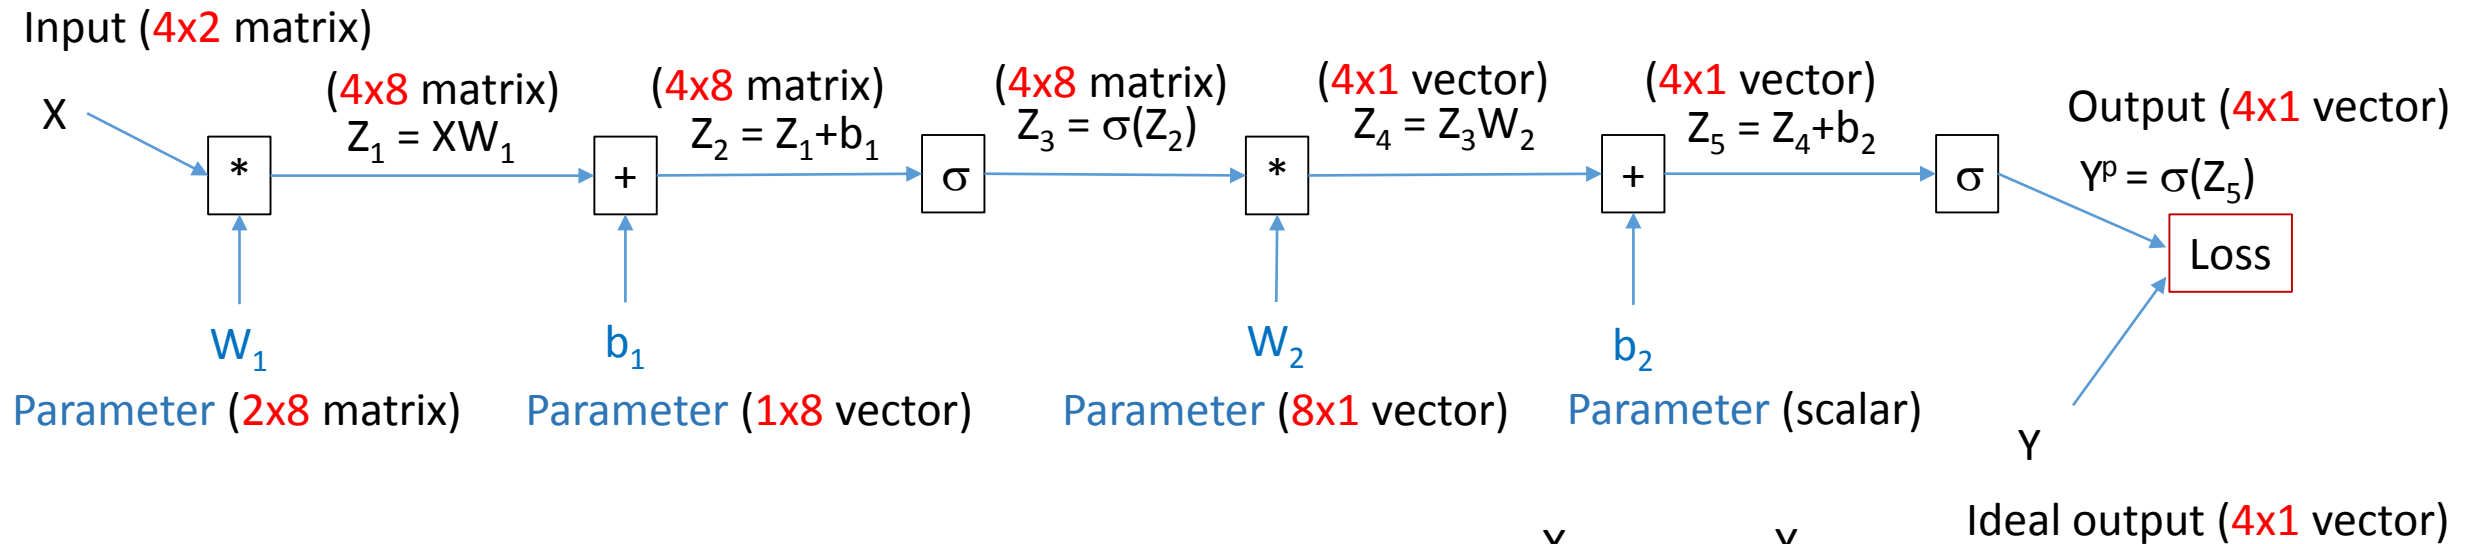 Input (4x2 matrix)
X
(4x8 matrix)
Z₁ = XW₁
(4x8 matrix)
Z₂ = Z₁+b₁
(4x8 matrix)
Z₃ = σ(Z₂)
(4x1 vector)
Z₄ = Z₃W₂
(4x1 vector)
Z₅ = Z₄+b₂
Output (4x1 vector)
Yᵖ = σ(Z₅)
*
+
σ
*
+
σ
Loss
W₁
b₁
W₂
b₂
Parameter (2x8 matrix)
Parameter (1x8 vector)
Parameter (8x1 vector)
Parameter (scalar)
Y
Ideal output (4x1 vector)